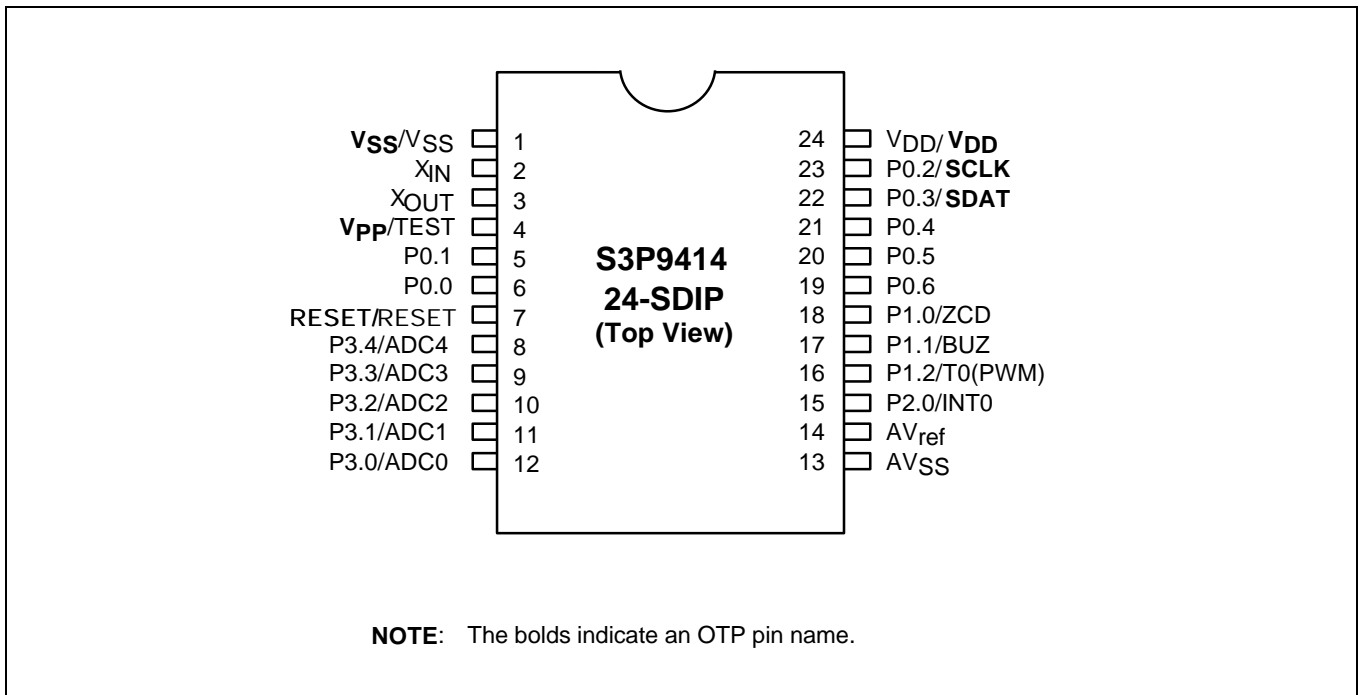 VSS/VSS 1
XIN 2
XOUT 3
VPP/TEST 4
P0.1 5
P0.0 6
RESET/RESET 7
P3.4/ADC4 8
P3.3/ADC3 9
P3.2/ADC2 10
P3.1/ADC1 11
P3.0/ADC0 12
S3P9414
24-SDIP
(Top View)
24 VDD/VDD
23 P0.2/SCLK
22 P0.3/SDAT
21 P0.4
20 P0.5
19 P0.6
18 P1.0/ZCD
17 P1.1/BUZ
16 P1.2/T0(PWM)
15 P2.0/INT0
14 AVref
13 AVSS
NOTE: The bolds indicate an OTP pin name.